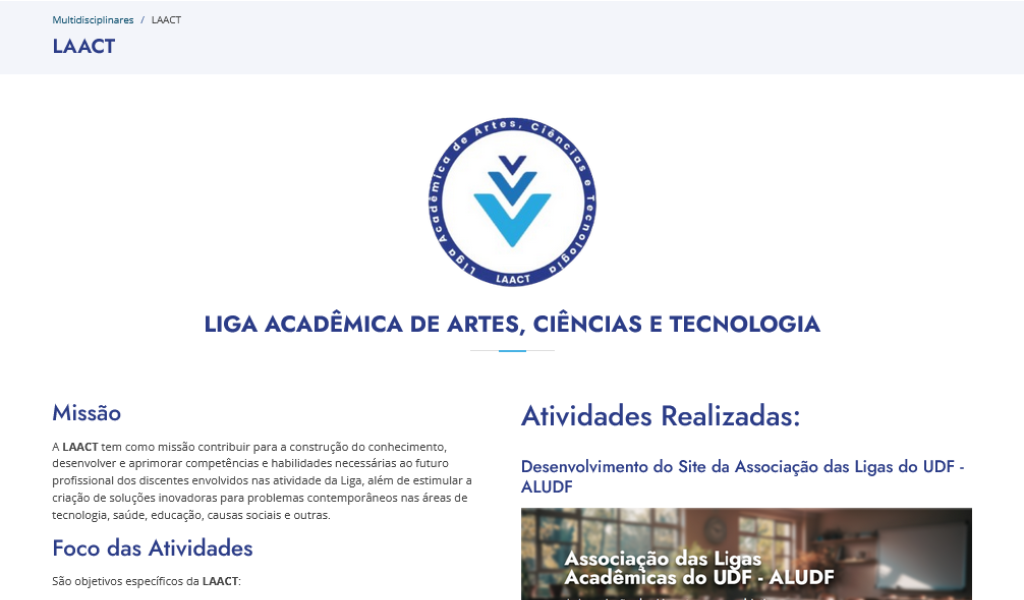 Multidisciplinares / LAACT
LAACT
Liga Acadêmica de Artes, Ciências e Tecnologia
LAACT
LIGA ACADÊMICA DE ARTES, CIÊNCIAS E TECNOLOGIA
Missão
A LAACT tem como missão contribuir para a construção do conhecimento,
desenvolver e aprimorar competências e habilidades necessárias ao futuro
profissional dos discentes envolvidos nas atividade da Liga, além de estimular a
criação de soluções inovadoras para problemas contemporâneos nas áreas de
tecnologia, saúde, educação, causas sociais e outras.
Foco das Atividades
São objetivos específicos da LAACT:
Atividades Realizadas:
Desenvolvimento do Site da Associação das Ligas do UDF -
ALUDF
Associação das Ligas
Acadêmicas do UDF - ALUDF